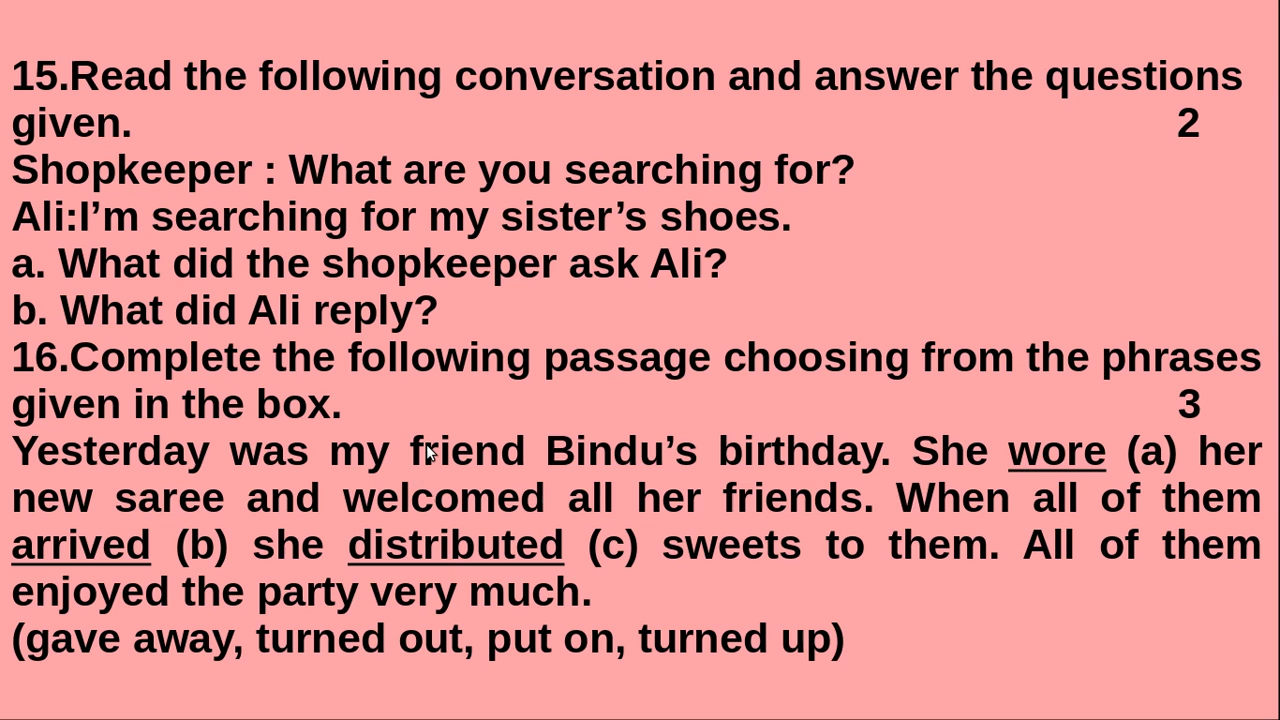 15.Read the following conversation and answer the questions
given. 2
Shopkeeper : What are you searching for?
Ali:I’m searching for my sister’s shoes.
a. What did the shopkeeper ask Ali?
b. What did Ali reply?
16.Complete the following passage choosing from the phrases
given in the box. 3
Yesterday was my friend Bindu’s birthday. She wore (a) her
new saree and welcomed all her friends. When all of them
arrived (b) she distributed (c) sweets to them. All of them
enjoyed the party very much.
(gave away, turned out, put on, turned up)